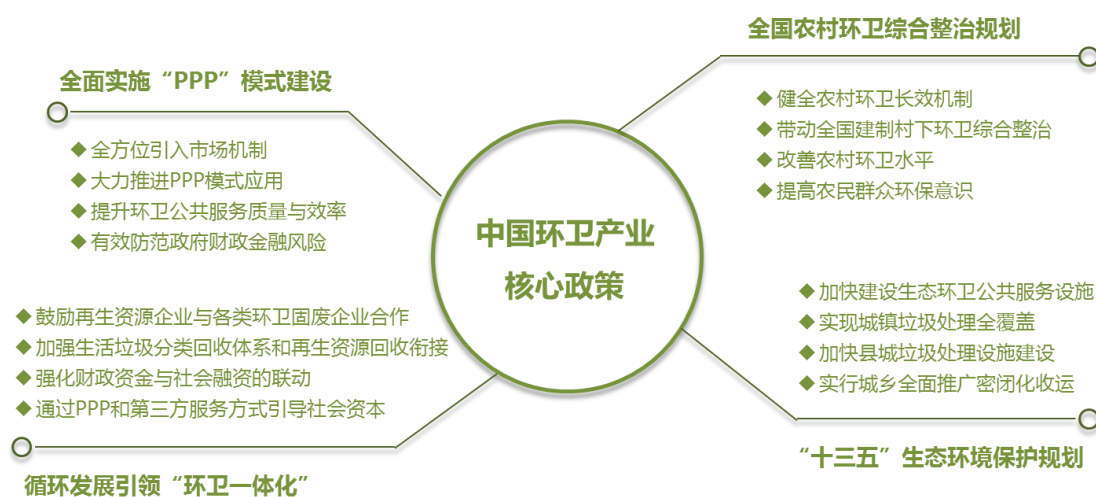 全面实施“PPP”模式建设
◆全方位引入市场机制
◆大力推进PPP模式应用
◆提升环卫公共服务质量与效率
◆有效防范政府财政金融风险
全国农村环卫综合整治规划
◆健全农村环卫长效机制
◆带动全国建制村下环卫综合整治
◆改善农村环卫水平
◆提高农民群众环保意识
中国环卫产业
核心政策
◆鼓励再生资源企业与各类环卫固废企业合作
◆加强生活垃圾分类回收体系和再生资源回收衔接
◆强化财政资金与社会融资的联动
◆通过PPP和第三方服务方式引导社会资本
循环发展引领“环卫一体化”
◆加快建设生态环卫公共服务设施
◆实现城镇垃圾处理全覆盖
◆加快县城垃圾处理设施建设
◆实行城乡全面推广密闭化收运
“十三五”生态环境保护规划